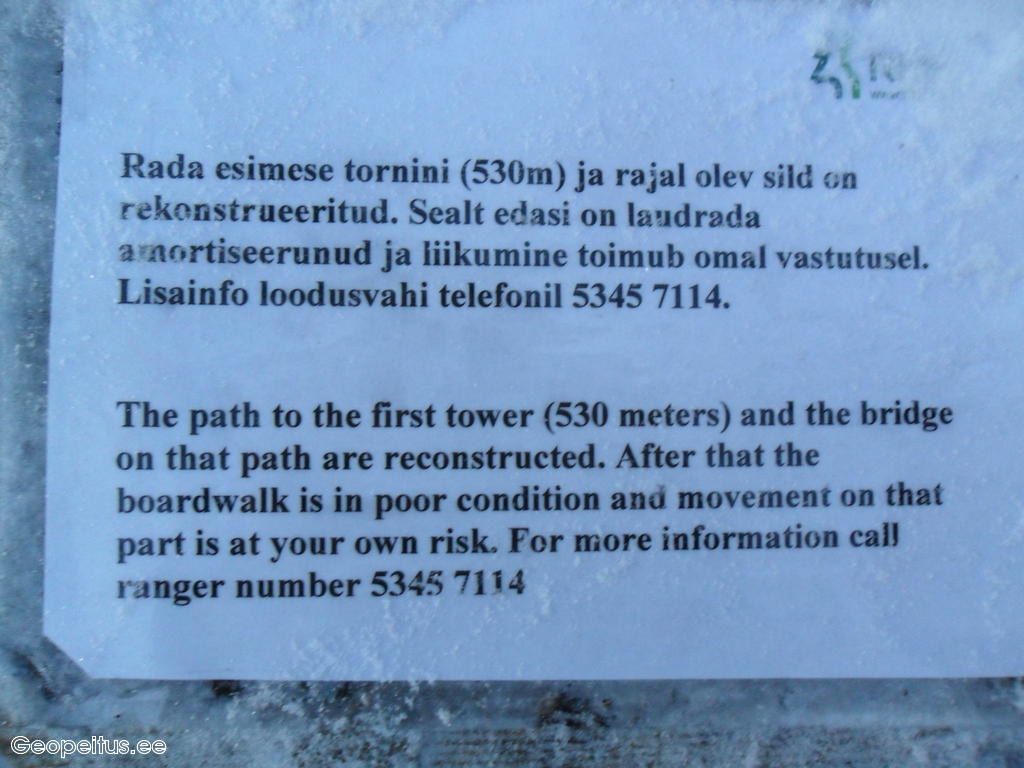 Rada esimese tornini (530m) ja rajal olev sild on
rekonstrueeritud. Sealt edasi on laudrada
amortiseerunud ja liikumine toimub omal vastutusel.
Lisainfo loodusvahi telefonil 5345 7114.
The path to the first tower (530 meters) and the bridge
on that path are reconstructed. After that the
boardwalk is in poor condition and movement on that
part is at your own risk. For more information call
ranger number 5345 7114
Geopeitus.ee